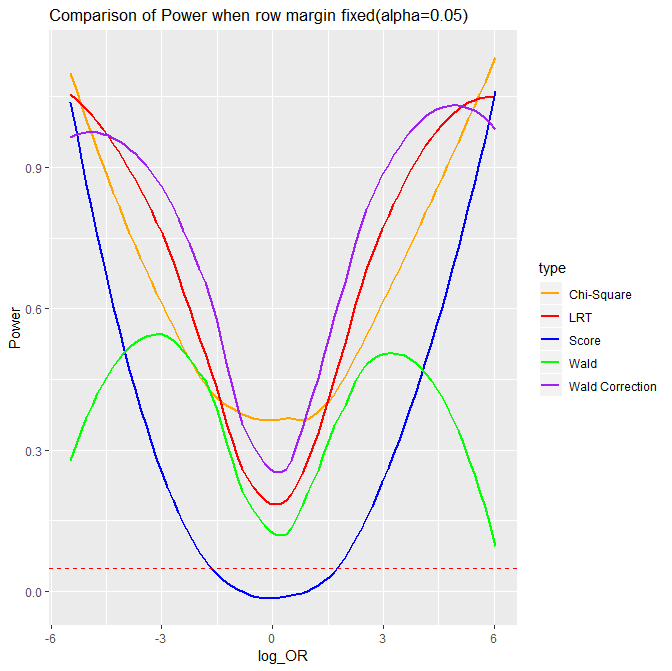 Comparison of Power when row margin fixed(alpha=0.05)
Power
0.9
0.6
0.3
0.0
-6
-3
0
3
6
log_OR
type
Chi-Square
LRT
Score
Wald
Wald Correction